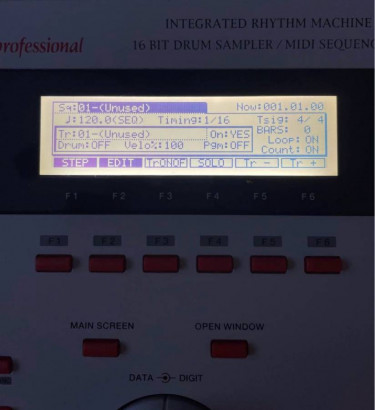 INTEGRATED RHYTHM MACHINE
professional
16 BIT DRUM SAMPLER / MIDI SEQUENC
Sq:01-(Unused) Now:001.01.00
♩:120.0(SEQ) Timing:1/16 Tsig: 4/ 4
Tr:01-(Unused) On:YES BARS: 0
Loop: ON
Drum:OFF Velo%:100 Pgm:OFF Count: ON
STEP EDIT TrONOF SOLO Tr - Tr +
F1 F2 F3 F4 F5 F6
F1 F2 F3 F4 F5 F6
MAIN SCREEN OPEN WINDOW
DATA DIGIT